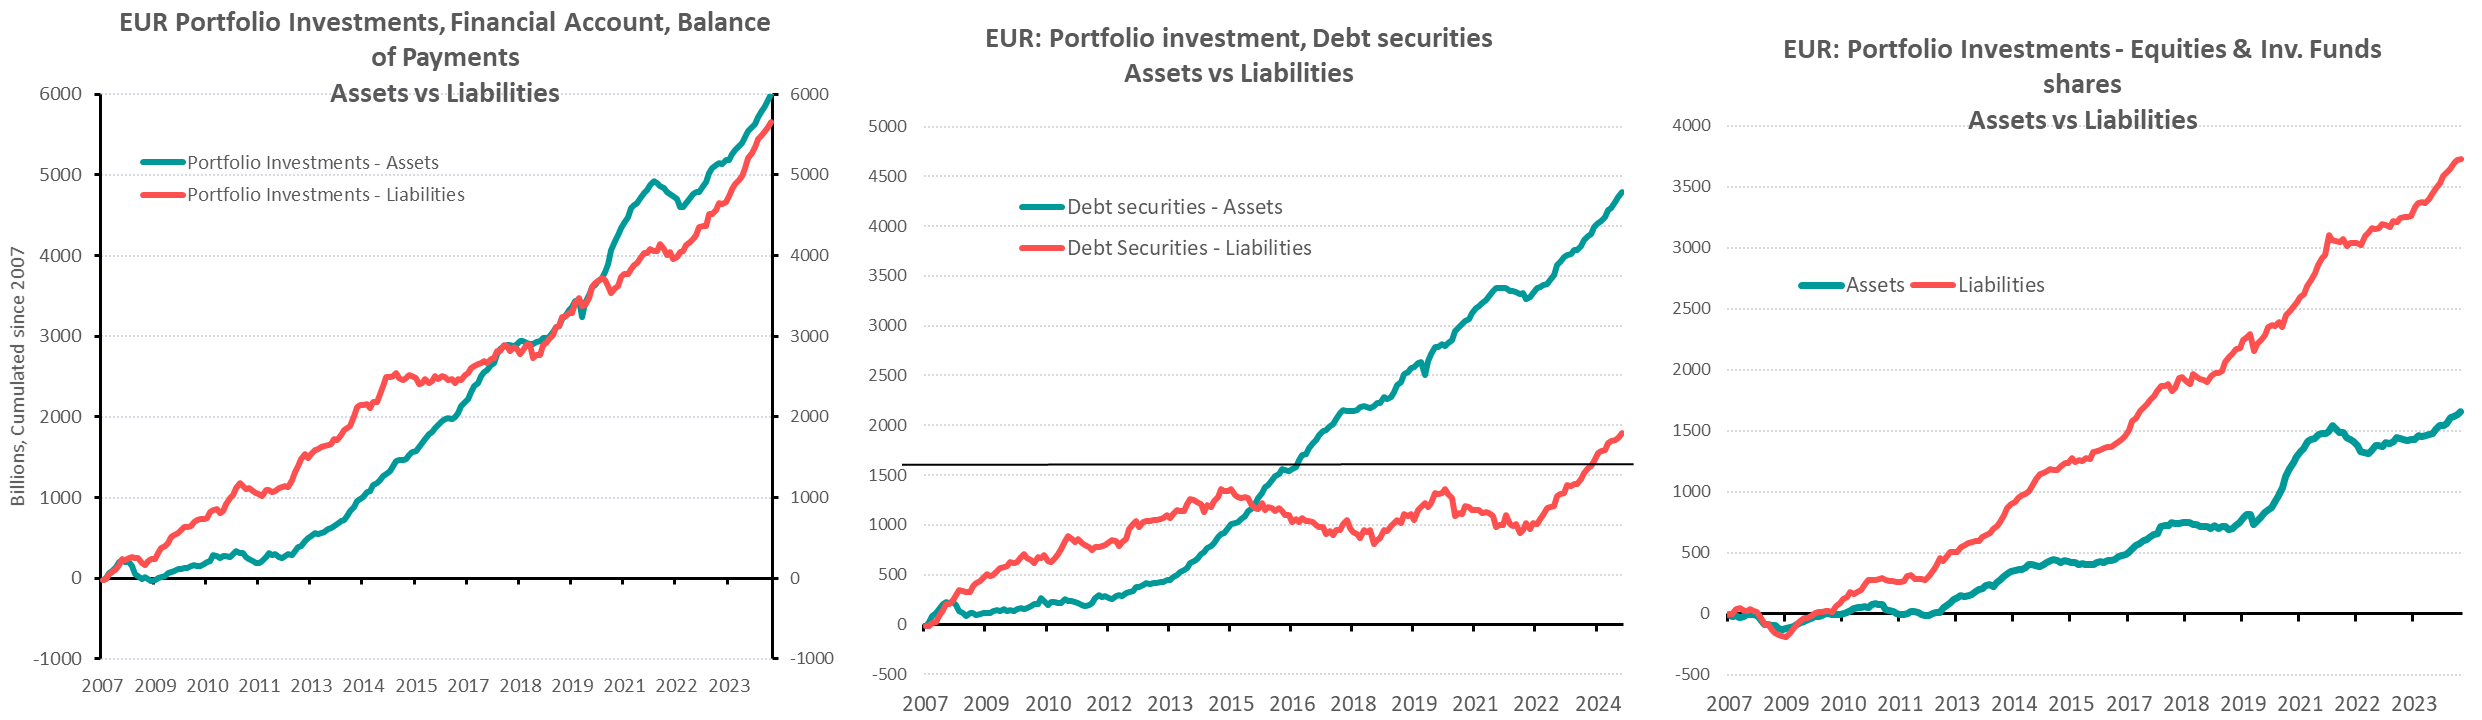 EUR Portfolio Investments, Financial Account, Balance
of Payments
Assets vs Liabilities
Billions, Cumulated since 2007
6000
5000
4000
3000
2000
1000
0
-1000
Portfolio Investments - Assets
Portfolio Investments - Liabilities
6000
5000
4000
3000
2000
1000
0
-1000
2007 2009 2010 2011 2013 2014 2015 2017 2018 2019 2021 2022 2023
EUR: Portfolio investment, Debt securities
Assets vs Liabilities
5000
4500
4000
3500
3000
2500
2000
1500
1000
500
0
-500
Debt securities - Assets
Debt Securities - Liabilities
2007 2009 2010 2012 2013 2015 2016 2018 2019 2021 2022 2024
EUR: Portfolio Investments - Equities & Inv. Funds
shares
Assets vs Liabilities
4000
3500
3000
2500
2000
1500
1000
500
0
-500
Assets Liabilities
2007 2009 2010 2011 2013 2014 2015 2017 2018 2019 2021 2022 2023